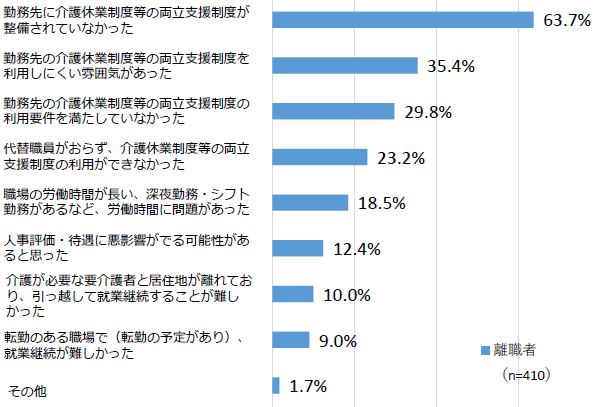 勤務先に介護休業制度等の両立支援制度が
整備されていなかった
63.7%
勤務先の介護休業制度等の両立支援制度を
利用しにくい雰囲気があった
35.4%
勤務先の介護休業制度等の両立支援制度の
利用要件を満たしていなかった
29.8%
代替職員がおらず、介護休業制度等の両立
支援制度の利用ができなかった
23.2%
職場の労働時間が長い、深夜勤務・シフト
勤務があるなど、労働時間に問題があった
18.5%
人事評価・待遇に悪影響がでる可能性があ
ると思った
12.4%
介護が必要な要介護者と居住地が離れてお
り、引っ越しして就業継続することが難し
かった
10.0%
転勤のある職場で（転勤の予定があり）、
就業継続が難しかった
9.0%
その他
1.7%
離職者
（n=410）